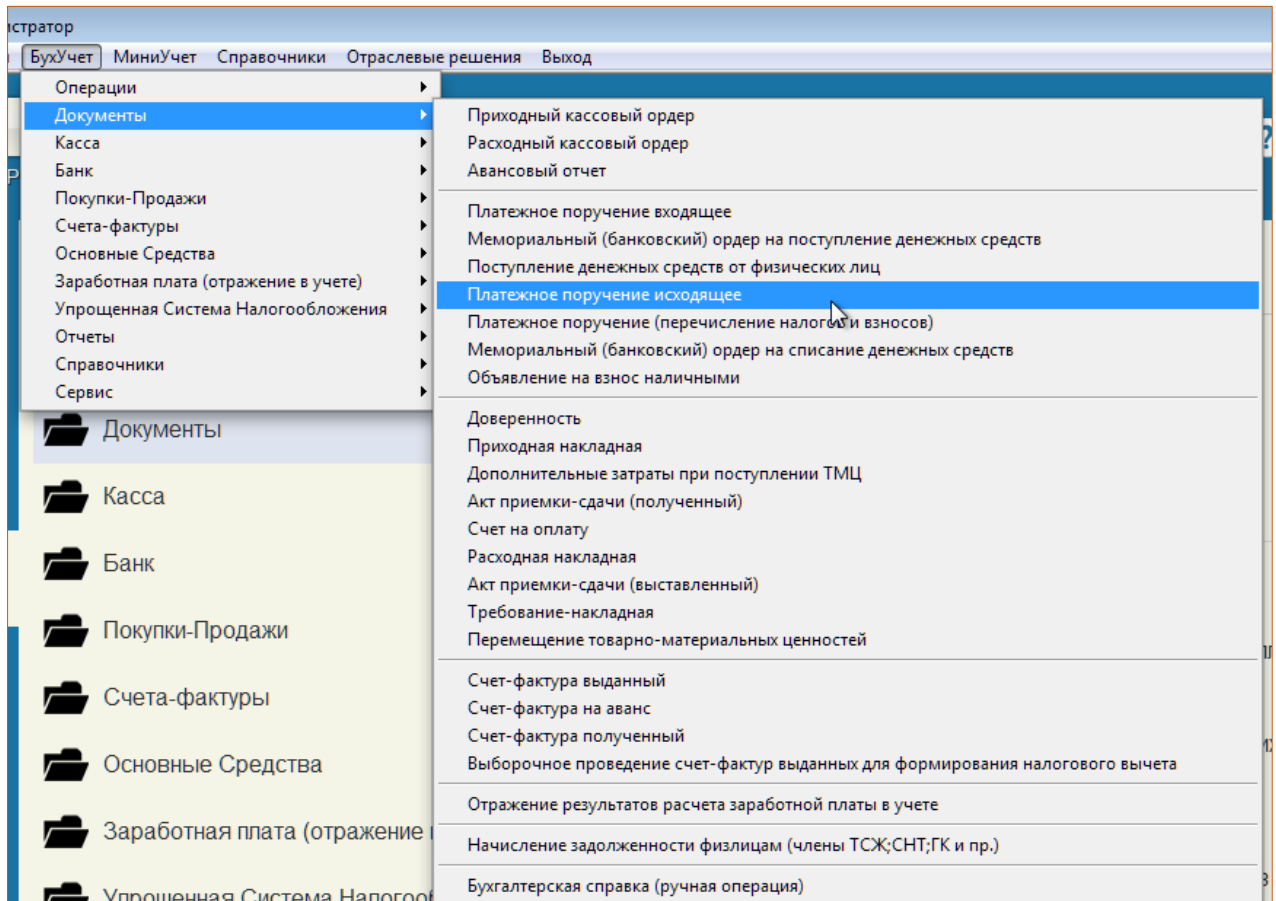 БухУчет МиниУчет Справочники Отраслевые решения Выход
Операции
Документы
Касса
Банк
Покупки-Продажи
Счета-фактуры
Основные Средства
Заработная плата (отражение в учете)
Упрощенная Система Налогообложения
Отчеты
Справочники
Сервис
Приходный кассовый ордер
Расходный кассовый ордер
Авансовый отчет
Платежное поручение входящее
Мемориальный (банковский) ордер на поступление денежных средств
Поступление денежных средств от физических лиц
Платежное поручение исходящее
Платежное поручение (перечисление налогов и взносов)
Мемориальный (банковский) ордер на списание денежных средств
Объявление на взнос наличными
Доверенность
Приходная накладная
Дополнительные затраты при поступлении ТМЦ
Акт приемки-сдачи (полученный)
Счет на оплату
Расходная накладная
Акт приемки-сдачи (выставленный)
Требование-накладная
Перемещение товарно-материальных ценностей
Счет-фактура выданный
Счет-фактура на аванс
Счет-фактура полученный
Выборочное проведение счет-фактур выданных для формирования налогового вычета
Отражение результатов расчета заработной платы в учете
Начисление задолженности физлицам (члены ТСЖ;СНТ;ГК и пр.)
Бухгалтерская справка (ручная операция)
Документы
Касса
Банк
Покупки-Продажи
Счета-фактуры
Основные Средства
Заработная плата (отражение
Упрощенная Система